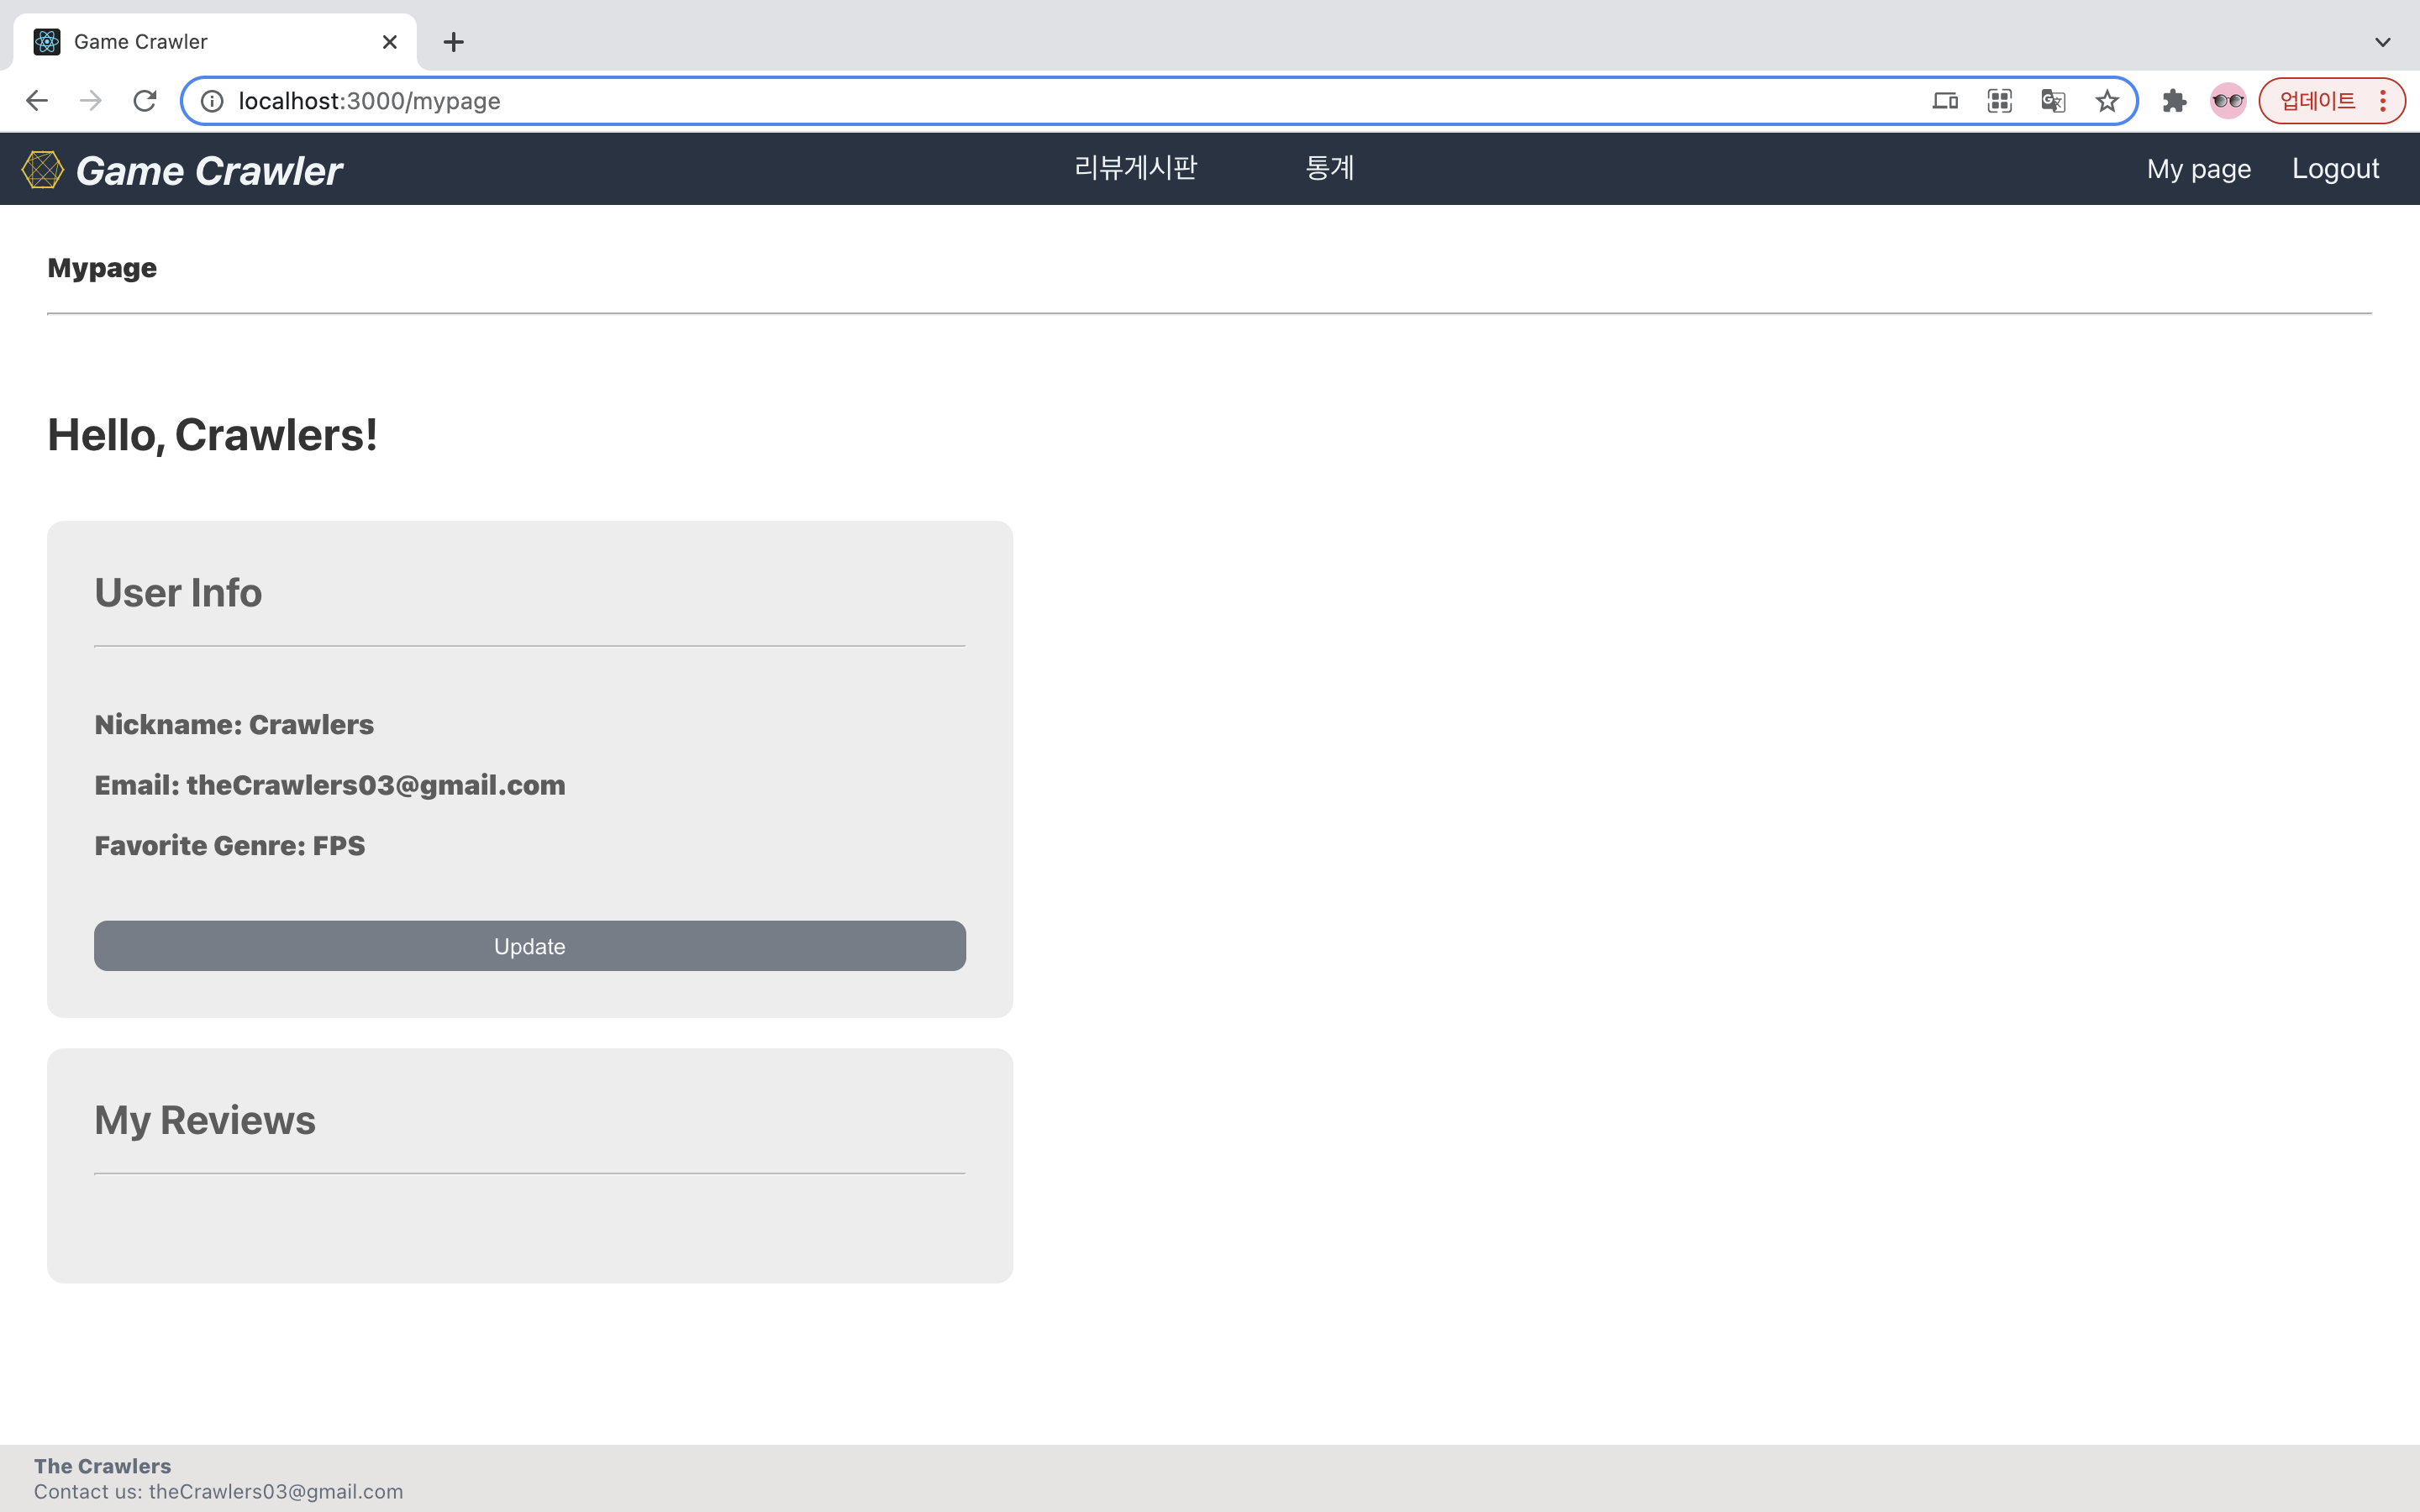 Game Crawler
localhost:3000/mypage
업데이트
Game Crawler
리뷰게시판
통계
My page
Logout
Mypage
Hello, Crawlers!
User Info
Nickname: Crawlers
Email: theCrawlers03@gmail.com
Favorite Genre: FPS
Update
My Reviews
The Crawlers
Contact us: theCrawlers03@gmail.com